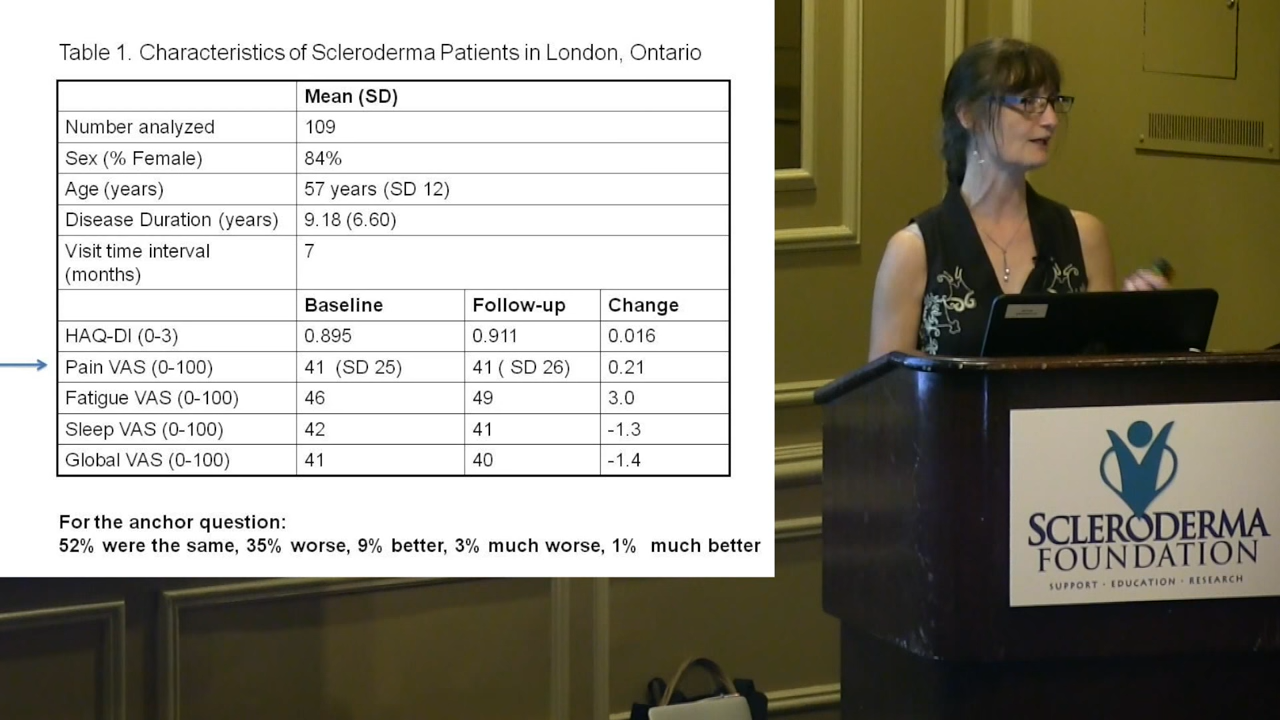 Table 1. Characteristics of Scleroderma Patients in London, Ontario
Mean (SD)
Number analyzed 109
Sex (% Female) 84%
Age (years) 57 years (SD 12)
Disease Duration (years) 9.18 (6.60)
Visit time interval 7
(months)
Baseline Follow-up Change
HAQ-DI (0-3) 0.895 0.911 0.016
Pain VAS (0-100) 41 (SD 25) 41 ( SD 26) 0.21
Fatigue VAS (0-100) 46 49 3.0
Sleep VAS (0-100) 42 41 -1.3
Global VAS (0-100) 41 40 -1.4
For the anchor question:
52% were the same, 35% worse, 9% better, 3% much worse, 1% much better
SCLERODERMA
FOUNDATION
SUPPORT · EDUCATION · RESEARCH